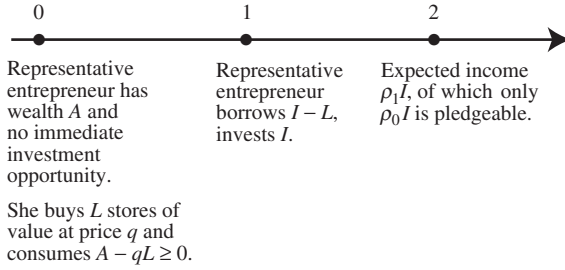 0
1
2
Representative
entrepreneur has
wealth A and
no immediate
investment
opportunity.
She buys L stores of
value at price q and
consumes A – qL ≥ 0.
Representative
entrepreneur
borrows I – L,
invests I.
Expected income
ρ₁I, of which only
ρ₀I is pledgeable.